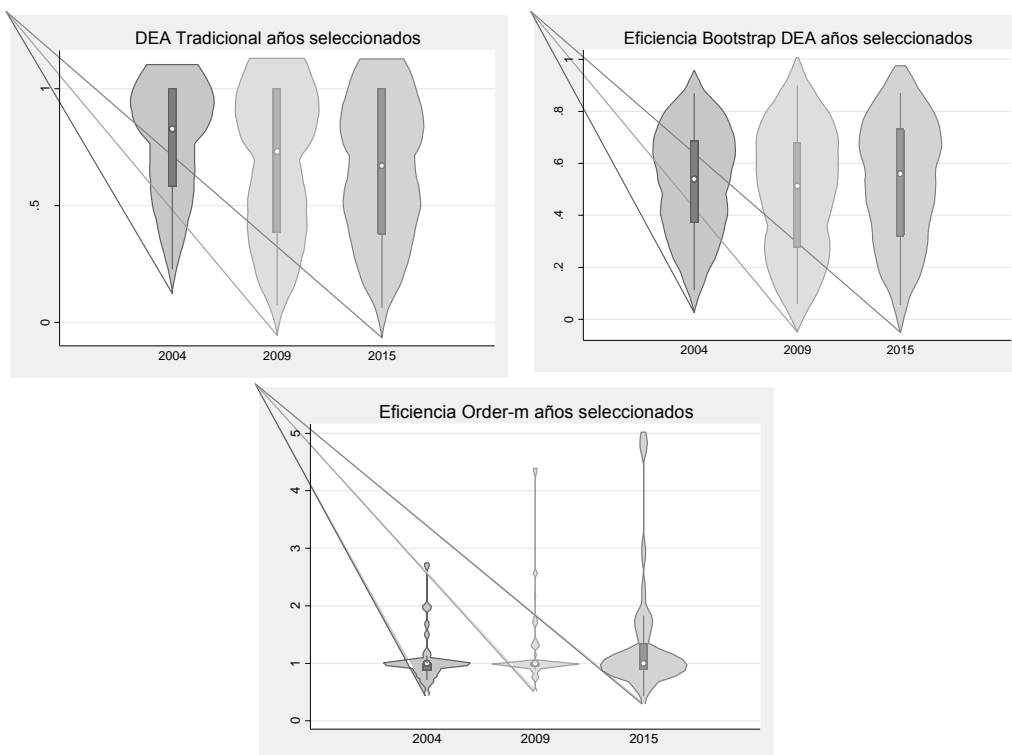 DEA Tradicional años seleccionados
1
.5
0
2004 2009 2015
Eficiencia Bootstrap DEA años seleccionados
1
.8
.6
.4
.2
0
2004 2009 2015
Eficiencia Order-m años seleccionados
5
4
3
2
1
0
2004 2009 2015